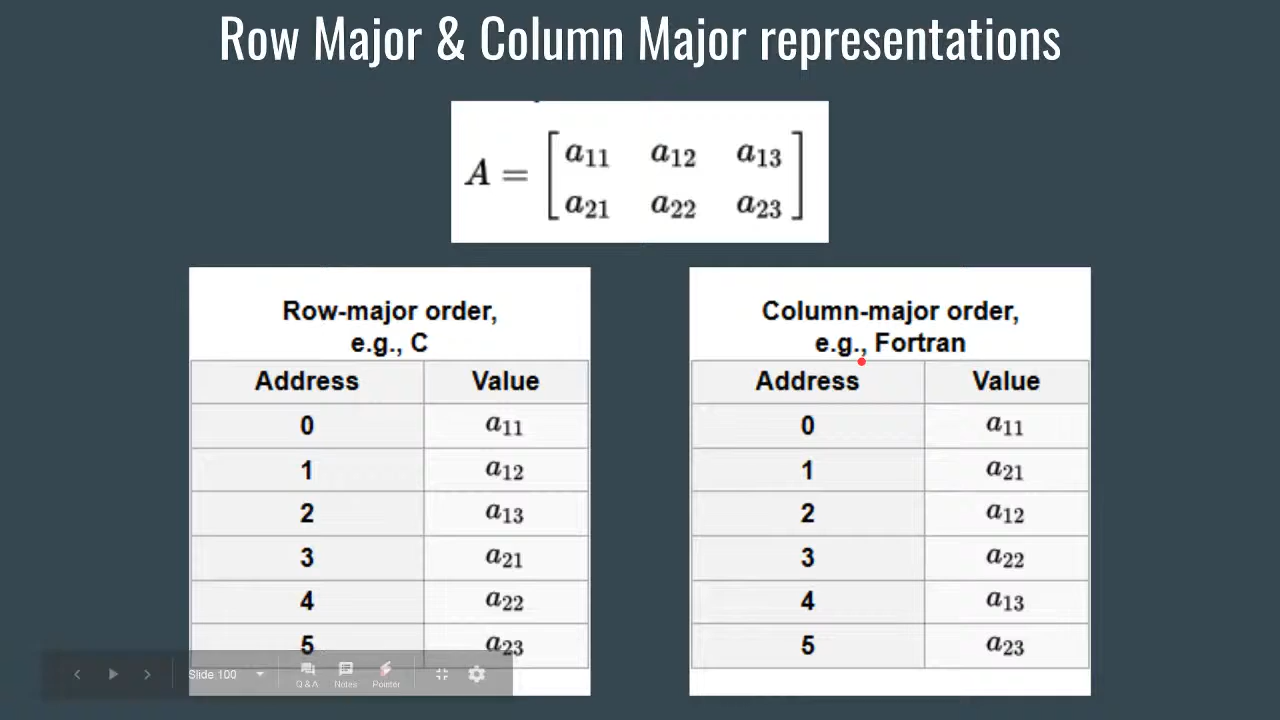 Row Major & Column Major representations
A = [ a₁₁ a₁₂ a₁₃
a₂₁ a₂₂ a₂₃ ]
Row-major order,
e.g., C
Address Value
0 a₁₁
1 a₁₂
2 a₁₃
3 a₂₁
4 a₂₂
5 a₂₃
Column-major order,
e.g., Fortran
Address Value
0 a₁₁
1 a₂₁
2 a₁₂
3 a₂₂
4 a₁₃
5 a₂₃
Slide 100
Q & A Notes Pointer